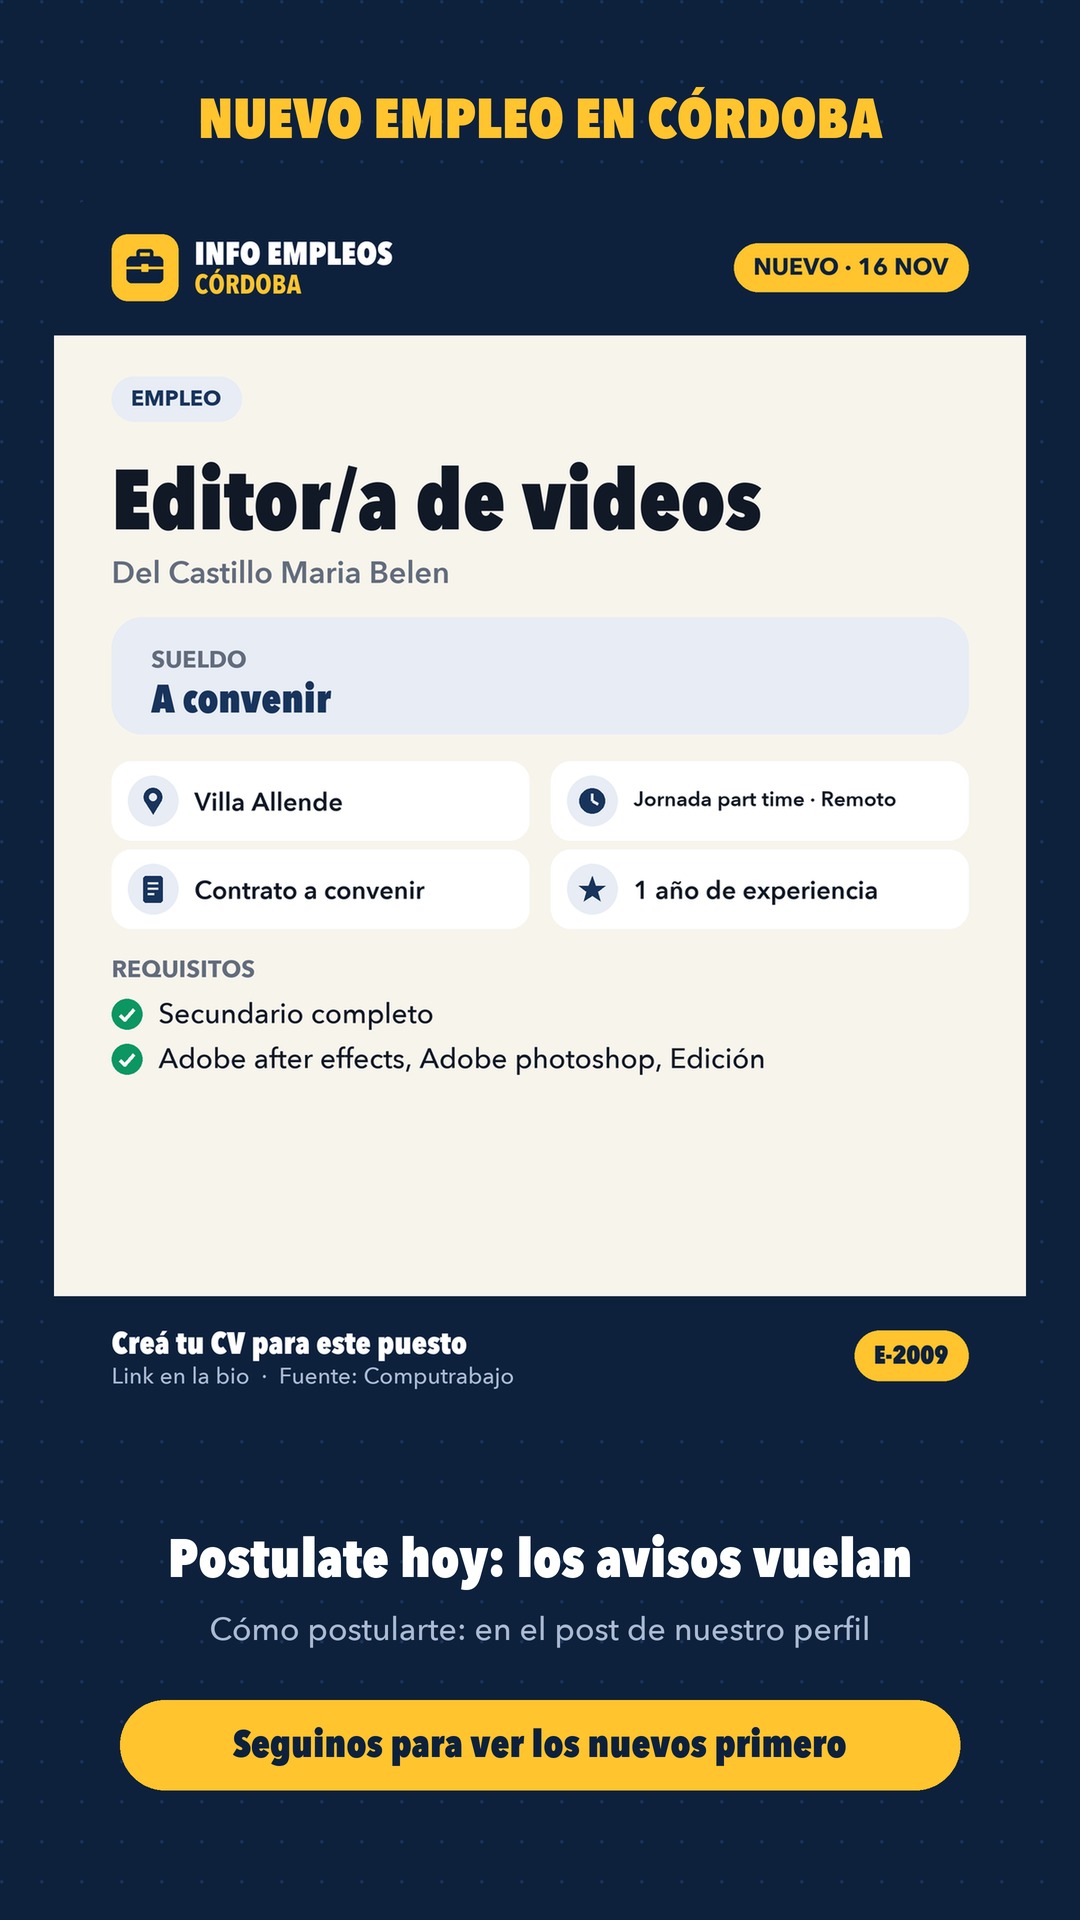 NUEVO EMPLEO EN CÓRDOBA
INFO EMPLEOS
CÓRDOBA
NUEVO · 16 NOV
EMPLEO
Editor/a de videos
Del Castillo Maria Belen
SUELDO
A convenir
Villa Allende
Jornada part time · Remoto
Contrato a convenir
1 año de experiencia
REQUISITOS
Secundario completo
Adobe after effects, Adobe photoshop, Edición
Creá tu CV para este puesto
Link en la bio · Fuente: Computrabajo
E-2009
Postulate hoy: los avisos vuelan
Cómo postularte: en el post de nuestro perfil
Seguinos para ver los nuevos primero